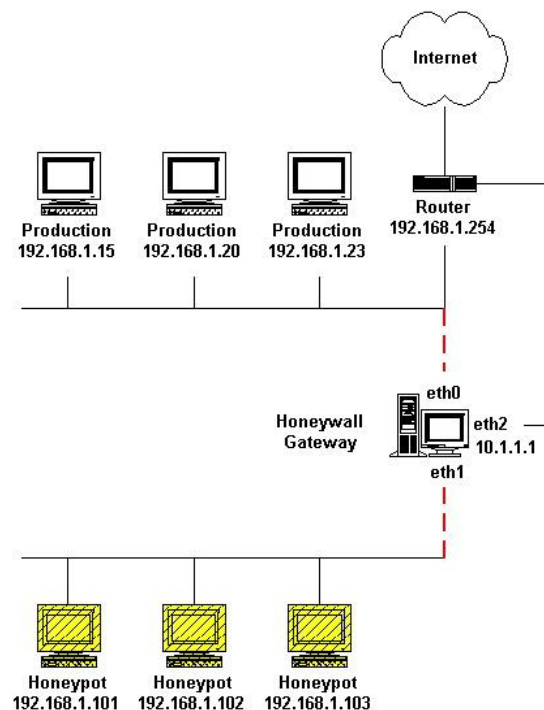 Internet
Production
192.168.1.15
Production
192.168.1.20
Production
192.168.1.23
Router
192.168.1.254
Honeywall
Gateway
eth0
eth2
10.1.1.1
eth1
Honeypot
192.168.1.101
Honeypot
192.168.1.102
Honeypot
192.168.1.103